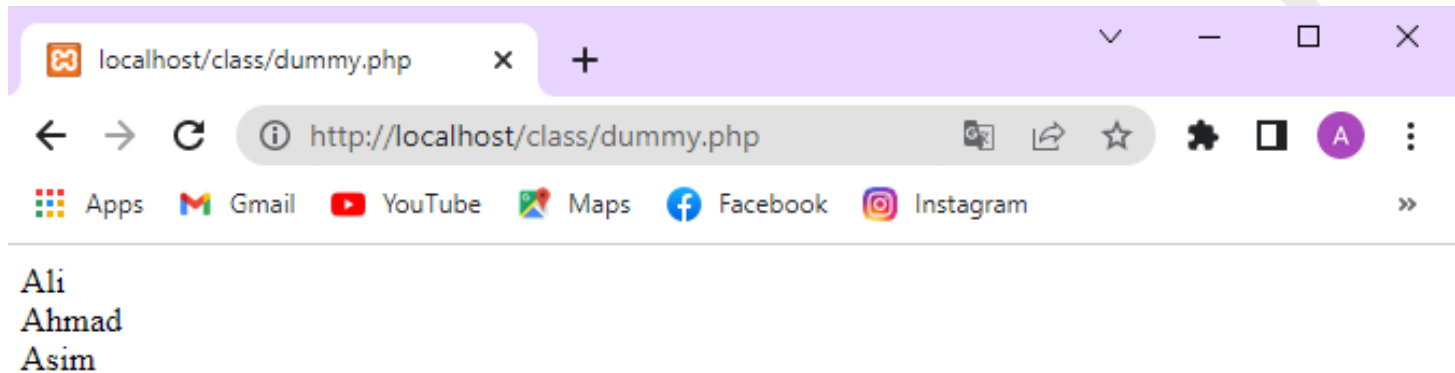 localhost/class/dummy.php
http://localhost/class/dummy.php A
Apps Gmail YouTube Maps Facebook Instagram »
Ali
Ahmad
Asim